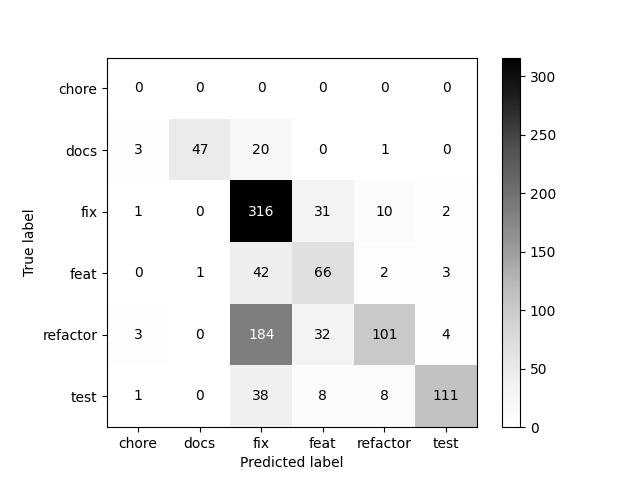 chore 0 0 0 0 0 0
docs 3 47 20 0 1 0
fix 1 0 316 31 10 2
feat 0 1 42 66 2 3
refactor 3 0 184 32 101 4
test 1 0 38 8 8 111
chore docs fix feat refactor test
Predicted label
True label
300
250
200
150
100
50
0